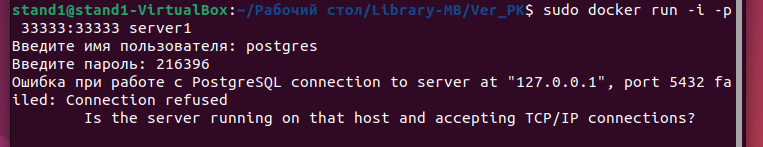 stand1@stand1-VirtualBox:~/Рабочий стол/Library-MB/Ver_PK$ sudo docker run -i -p
 33333:33333 server1
Введите имя пользователя: postgres
Введите пароль: 216396
Ошибка при работе с PostgreSQL connection to server at "127.0.0.1", port 5432 fa
iled: Connection refused
        Is the server running on that host and accepting TCP/IP connections?